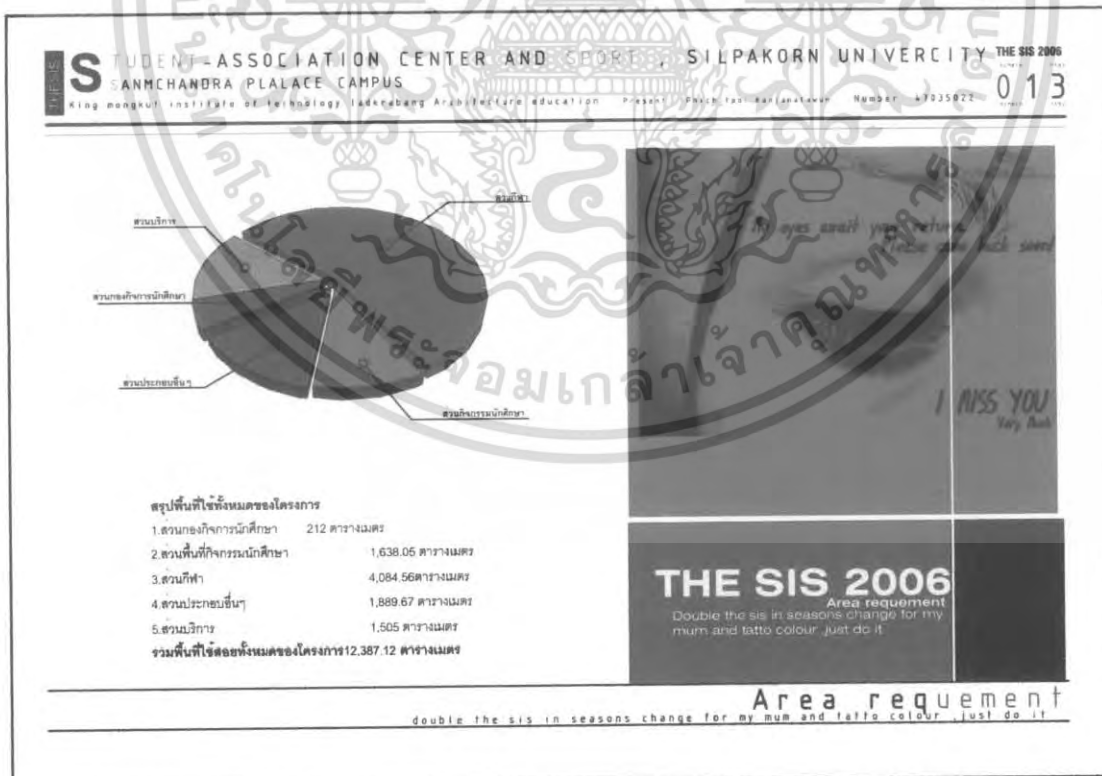 THESIS
STUDENT-ASSOCIATION CENTER AND SPORT , SILPAKORN UNIVERCITY THE SIS 2006
SANMCHANDRA PLALACE CAMPUS
King mongkut institute of technology ladkrabang Architecture education Present Number 47035022 013
ส่วนกีฬา
ส่วนบริการ
ส่วนกองกิจการนักศึกษา
ส่วนประกอบอื่นๆ
ส่วนกิจกรรมนักศึกษา
No eyes await your return
Please come back soon!
I MISS YOU
Very Much
สรุปพื้นที่ใช้ทั้งหมดของโครงการ
1.ส่วนกองกิจการนักศึกษา 212 ตารางเมตร
2.ส่วนพื้นที่กิจกรรมนักศึกษา 1,638.05 ตารางเมตร
3.ส่วนกีฬา 4,084.56ตารางเมตร
4.ส่วนประกอบอื่นๆ 1,889.67 ตารางเมตร
5.ส่วนบริการ 1,505 ตารางเมตร
รวมพื้นที่ใช้สอยทั้งหมดของโครงการ12,387.12 ตารางเมตร
THE SIS 2006
Area requement
Double the sis in seasons change for my
mum and tatto colour just do it
Area requement
double the sis in seasons change for my mum and tatto colour ,just do it